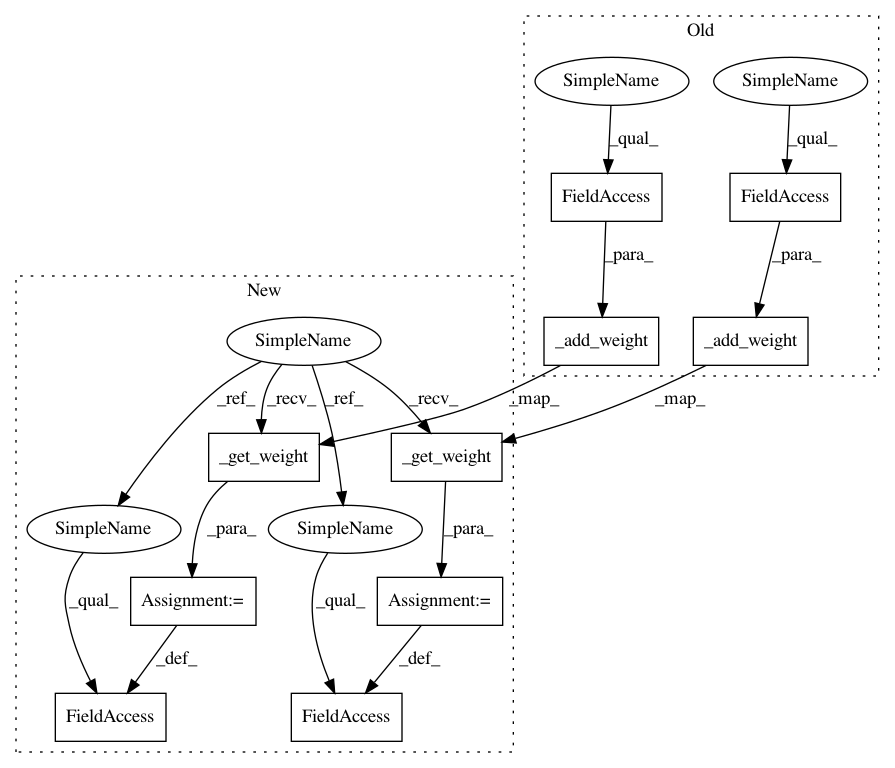 Old
SimpleName SimpleName
_qual_ _qual_
FieldAccess FieldAccess
_para_ _para_
New
SimpleName _add_weight _add_weight
_ref_ _recv_ _ref_ _recv_ _map_ _map_
_get_weight _get_weight
SimpleName _para_ SimpleName _para_
_qual_ Assignment:= _qual_ Assignment:=
_def_ _def_
FieldAccess FieldAccess